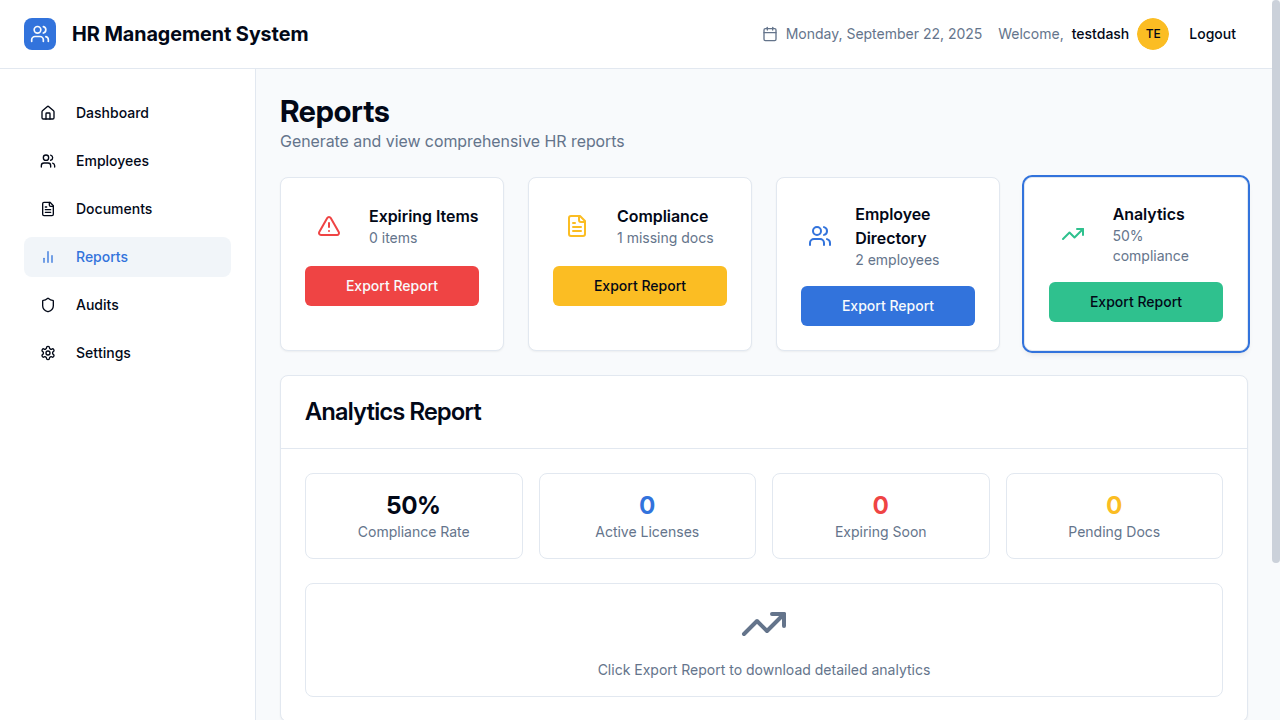 HR Management System
Monday, September 22, 2025
Welcome, testdash
TE
Logout
Dashboard
Employees
Documents
Reports
Audits
Settings
Reports
Generate and view comprehensive HR reports
Expiring Items
0 items
Export Report
Compliance
1 missing docs
Export Report
Employee
Directory
2 employees
Export Report
Analytics
50%
compliance
Export Report
Analytics Report
50%
Compliance Rate
0
Active Licenses
0
Expiring Soon
0
Pending Docs
Click Export Report to download detailed analytics